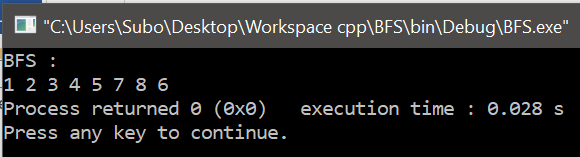 "C:\Users\Subo\Desktop\Workspace cpp\BFS\bin\Debug\BFS.exe"
BFS :
1 2 3 4 5 7 8 6
Process returned 0 (0x0)   execution time : 0.028 s
Press any key to continue.